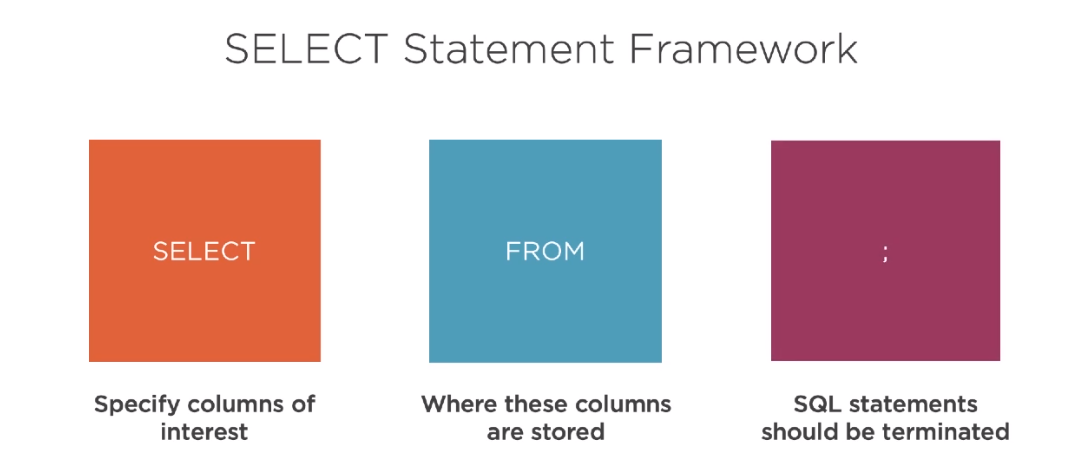 SELECT Statement Framework
SELECT
FROM
;
Specify columns of
interest
Where these columns
are stored
SQL statements
should be terminated